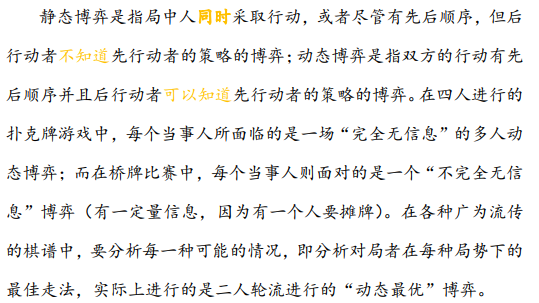 静态博弈是指局中人同时采取行动，或者尽管有先后顺序，但后
行动者不知道先行动者的策略的博弈；动态博弈是指双方的行动有先
后顺序并且后行动者可以知道先行动者的策略的博弈。在四人进行的
扑克牌游戏中，每个当事人所面临的是一场“完全无信息”的多人动
态博弈；而在桥牌比赛中，每个当事人则面对的是一个“不完全无信
息”博弈（有一定量信息，因为有一个人要摊牌）。在各种广为流传
的棋谱中，要分析每一种可能的情况，即分析对局者在每种局势下的
最佳走法，实际上进行的是二人轮流进行的“动态最优”博弈。